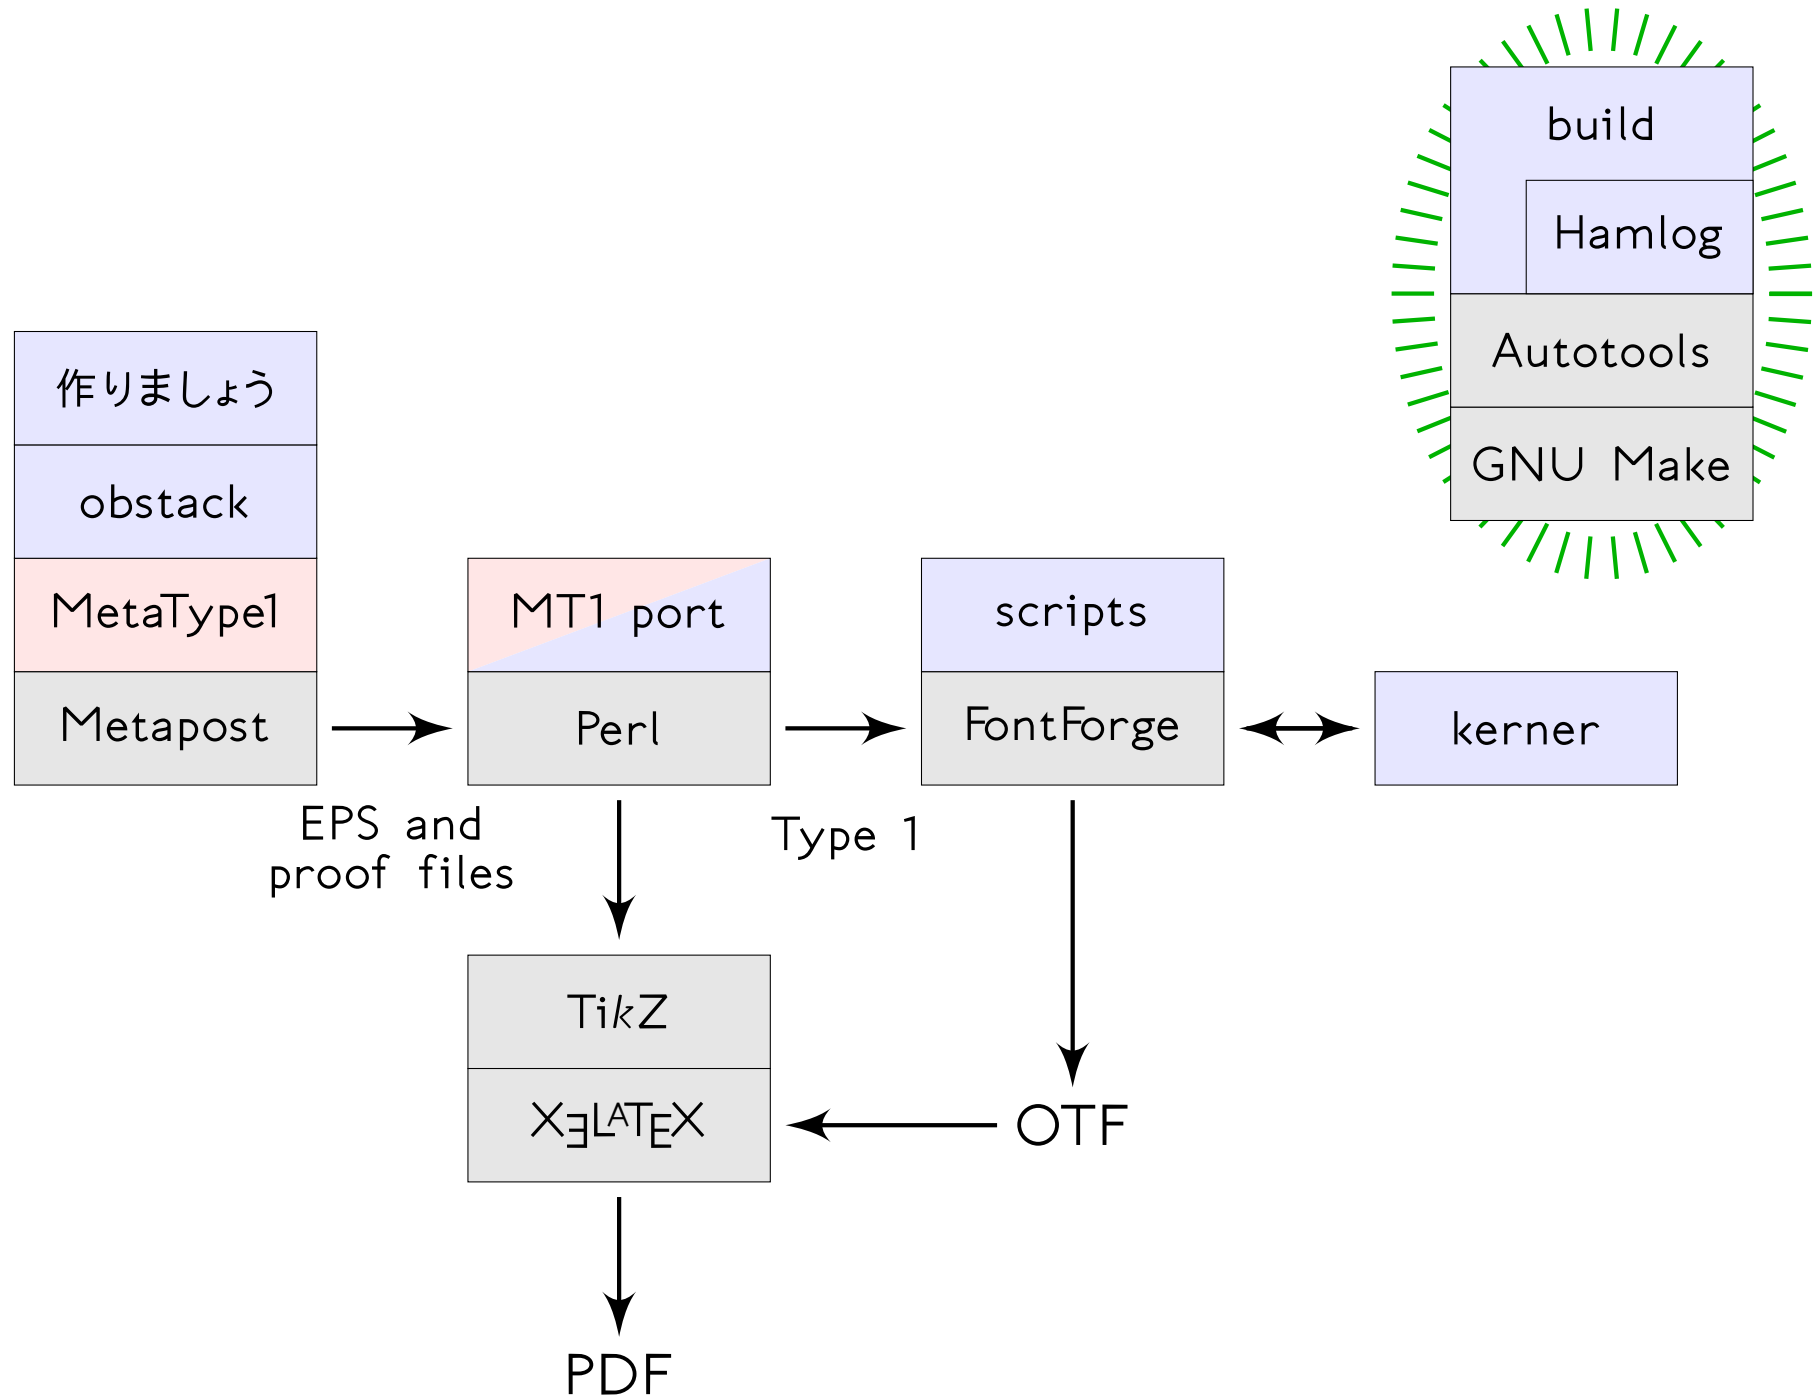 build
Hamlog
Autotools
GNU Make
作りましょう
obstack
MetaType1
Metapost
MT1 port
Perl
scripts
FontForge
kerner
EPS and
proof files
Type 1
TikZ
XƎLATEX
OTF
PDF